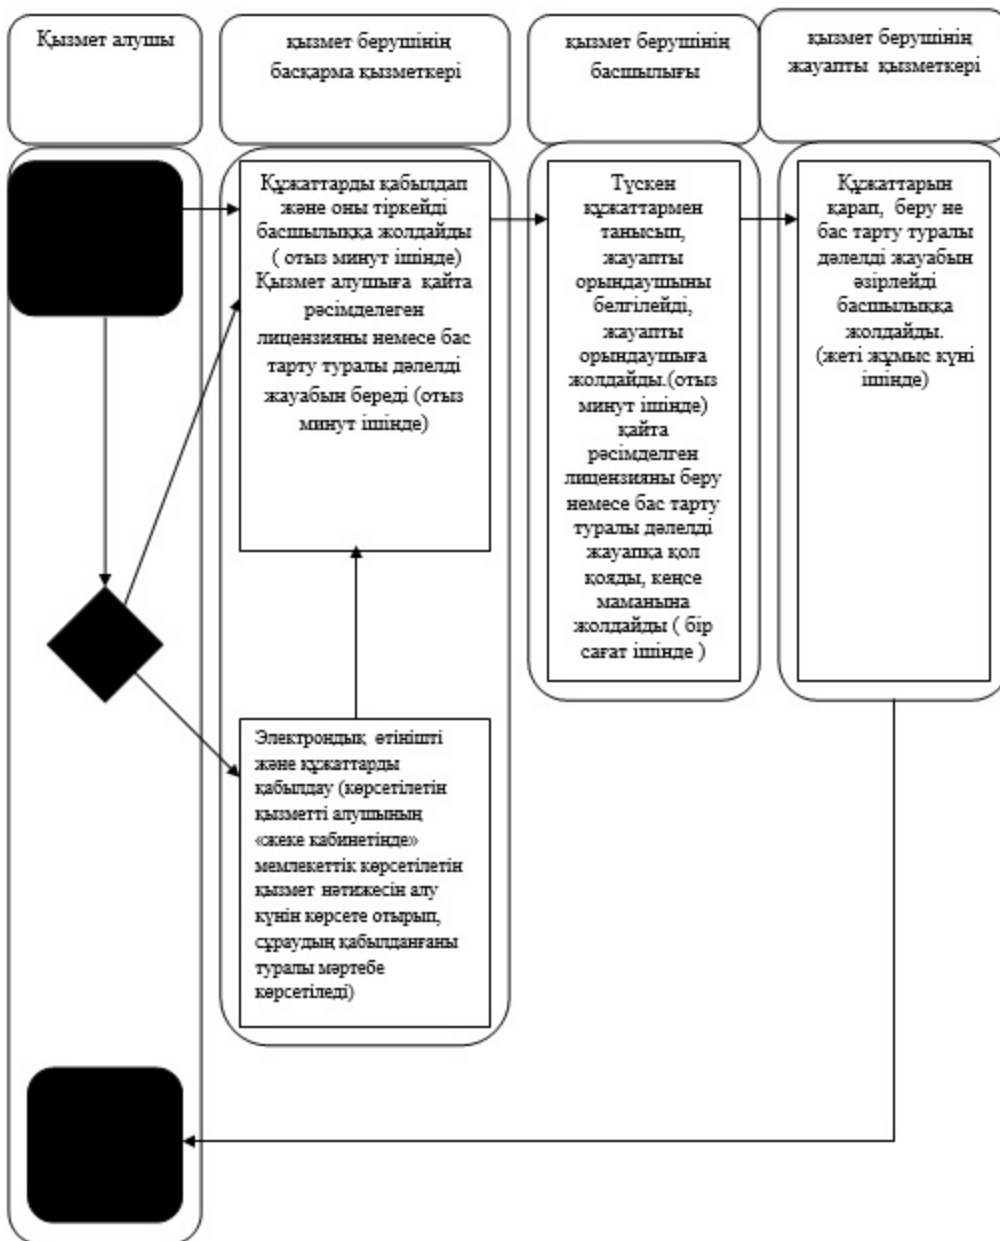 Қызмет алушы
қызмет берушінің
басқарма қызметкері
қызмет берушінің
басшылығы
қызмет берушінің
жауапты қызметкері
Құжаттарды қабылдап
және оны тіркейді
басшылыққа жолдайды
( отыз минут ішінде)
Қызмет алушыға қайта
рәсімделеген
лицензияны немесе бас
тарту туралы дәлелді
жауабын береді (отыз
минут ішінде)
Түскен
құжаттармен
танысып,
жауапты
орындаушыны
белгілейді,
жауапты
орындаушыға
жолдайды.(отыз
минут ішінде)
қайта
рәсімделген
лицензияны беру
немесе бас тарту
туралы дәлелді
жауапқа қол
қояды, кеңсе
маманына
жолдайды ( бір
сағат ішінде )
Құжаттарын
қарап, беру не
бас тарту туралы
дәлелді жауабын
әзірлейді
басшылыққа
жолдайды.
(жеті жұмыс күні
ішінде)
Электрондық өтінішті
және құжаттарды
қабылдау (көрсетілетін
қызметті алушының
«жеке кабинетінде»
мемлекеттік көрсетілетін
қызмет нәтижесін алу
күнін көрсете отырып,
сұраудың қабылданғаны
туралы мәртебе
көрсетіледі)